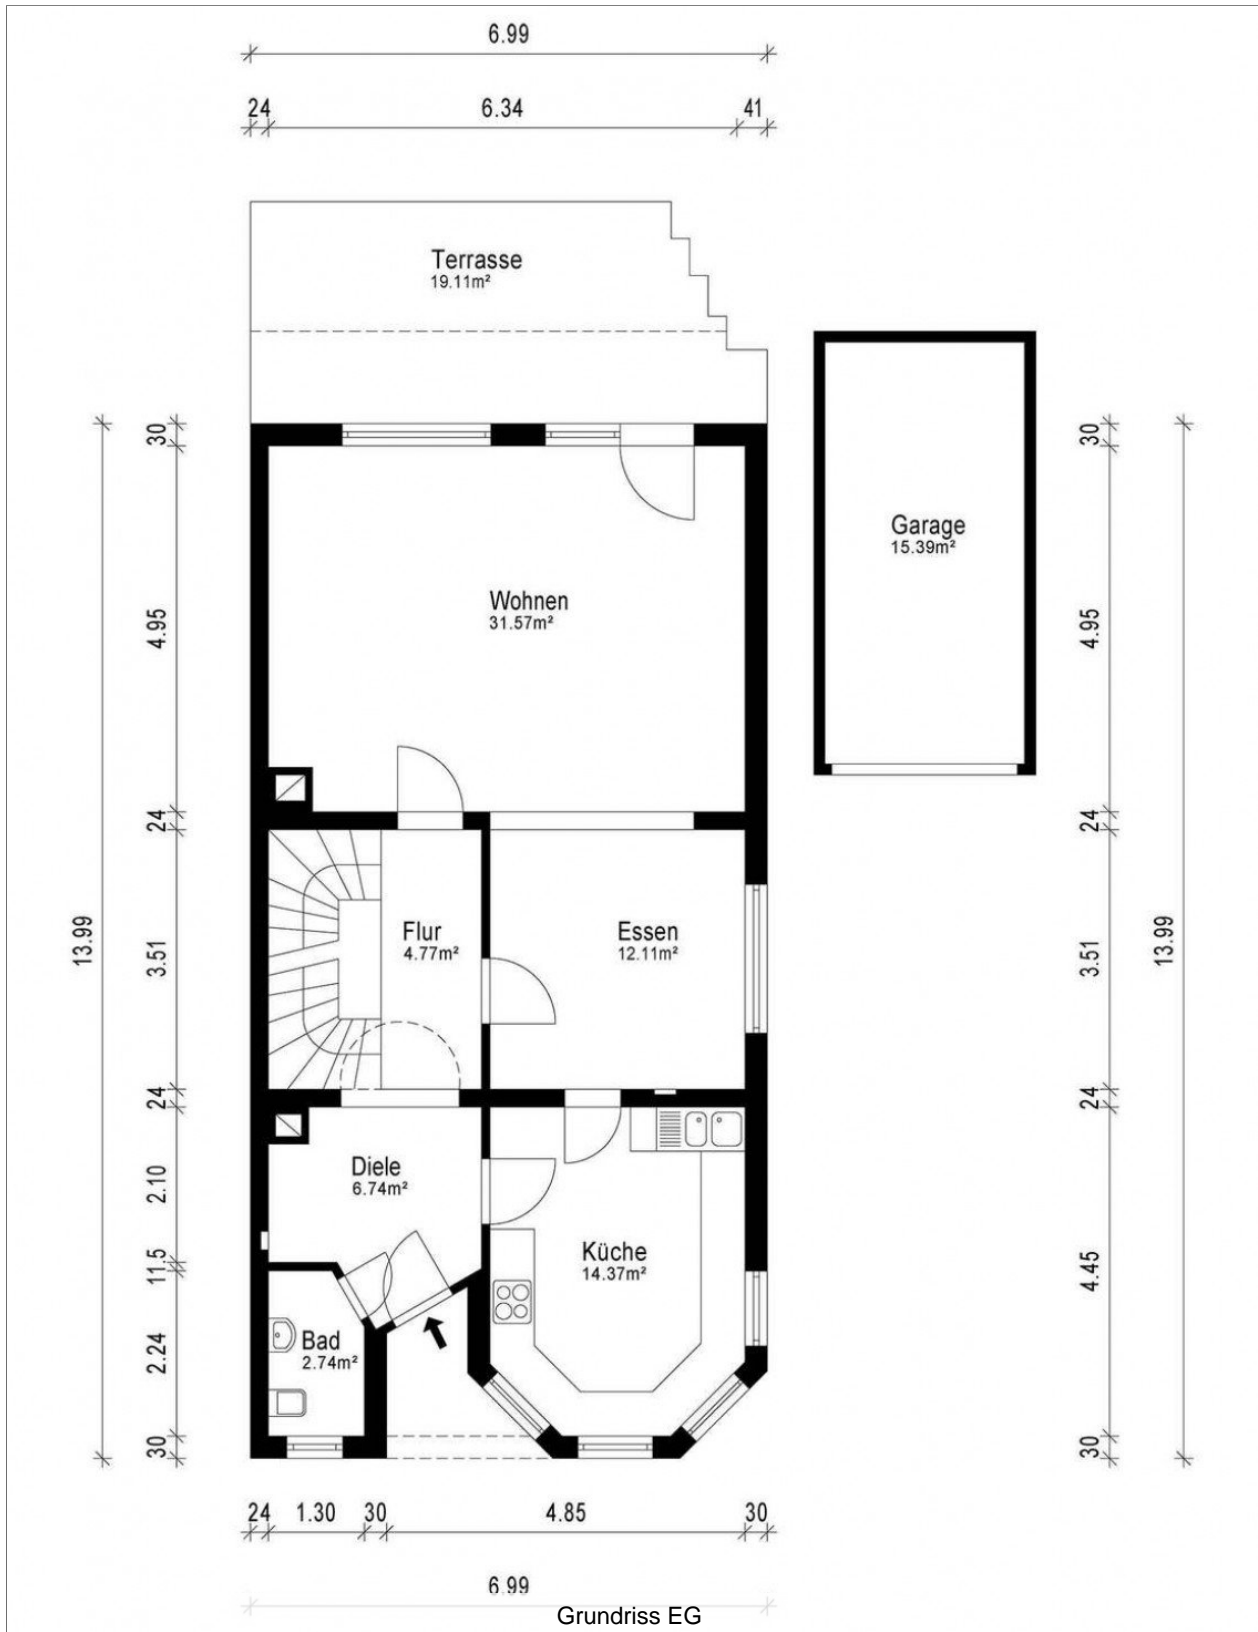 6.99
24 6.34 41
Terrasse
19.11m²
30 30
Garage
15.39m²
Wohnen
31.57m²
4.95 4.95
24 24
Flur
4.77m²
Essen
12.11m²
13.99 3.51 3.51 13.99
24 24
Diele
6.74m²
2.10
Küche
14.37m²
11.5 4.45
Bad
2.74m²
2.24
30 30
24 1.30 30 4.85 30
6.99
Grundriss EG